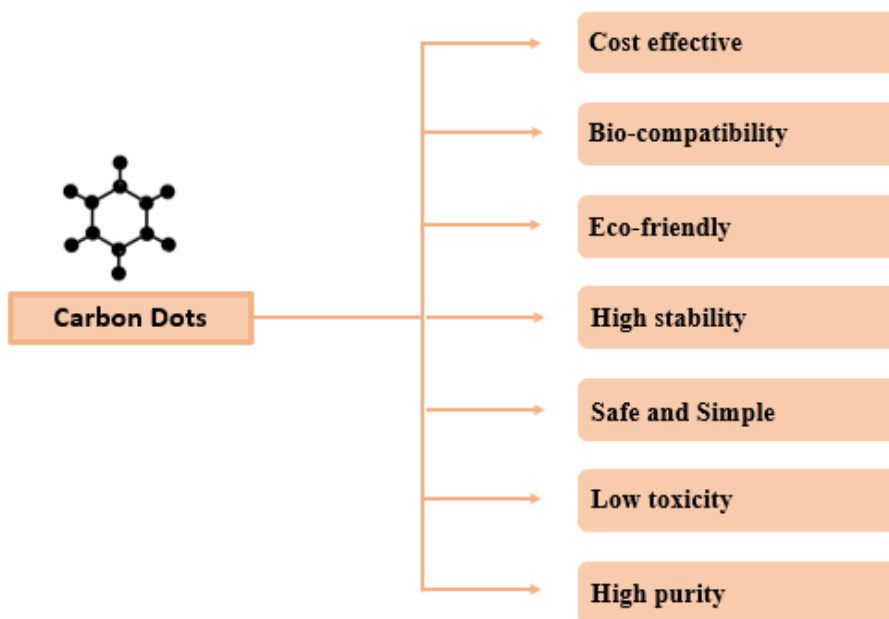 Cost effective
Bio-compatibility
Eco-friendly
Carbon Dots
High stability
Safe and Simple
Low toxicity
High purity